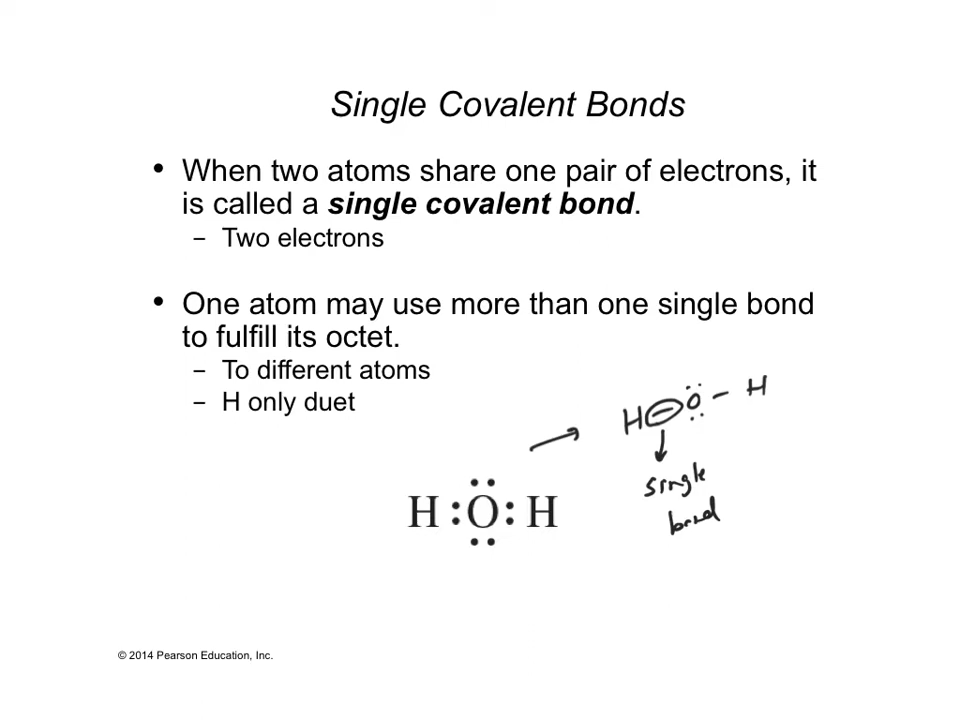 Single Covalent Bonds
• When two atoms share one pair of electrons, it
is called a single covalent bond.
– Two electrons
• One atom may use more than one single bond
to fulfill its octet.
– To different atoms
– H only duet
H – Ö̤ – H
single
bond
H :Ö̤: H
© 2014 Pearson Education, Inc.